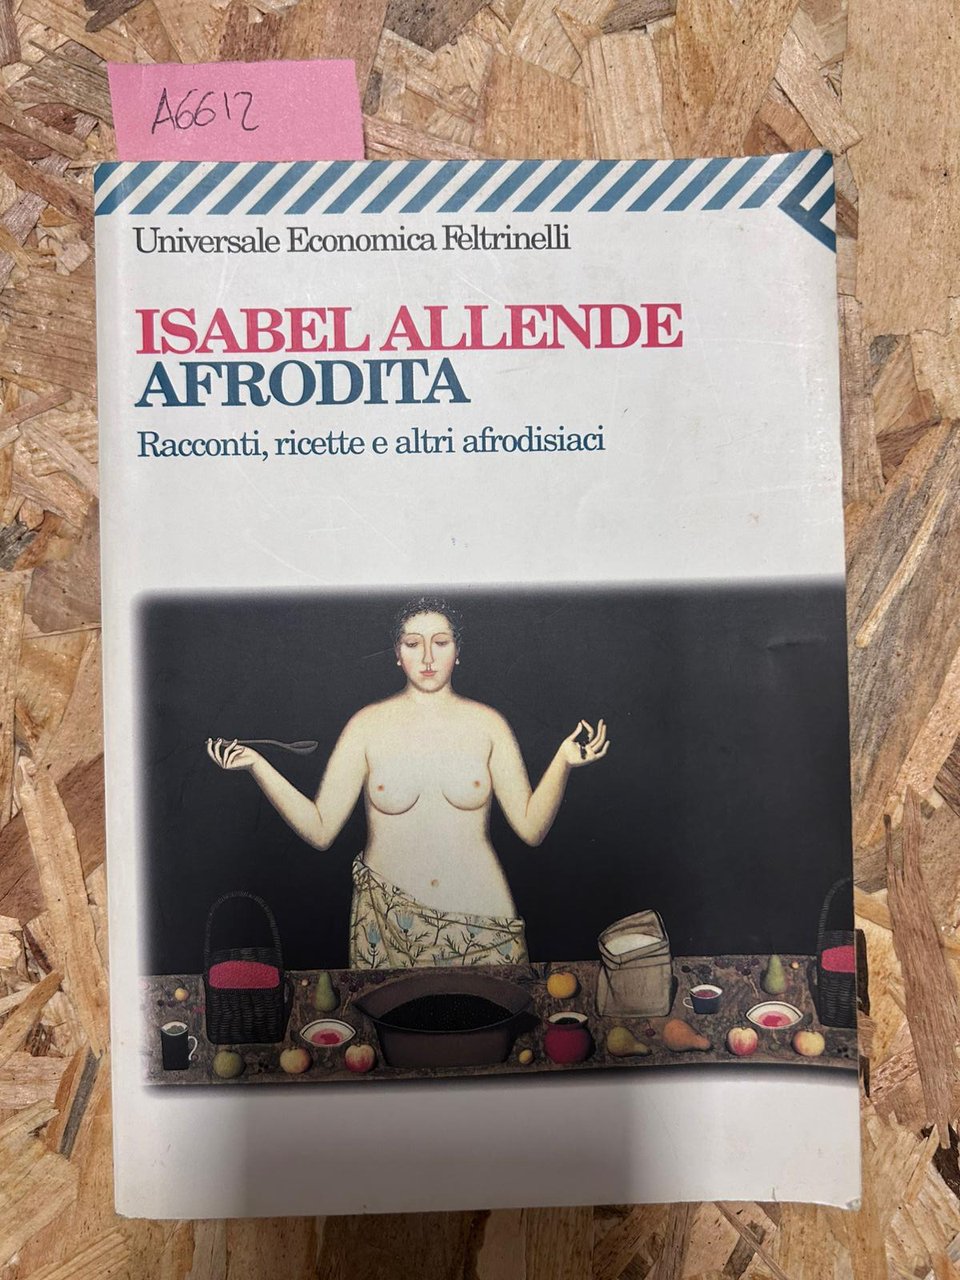 A6612
Universale Economica Feltrinelli
ISABEL ALLENDE
AFRODITA
Racconti, ricette e altri afrodisiaci